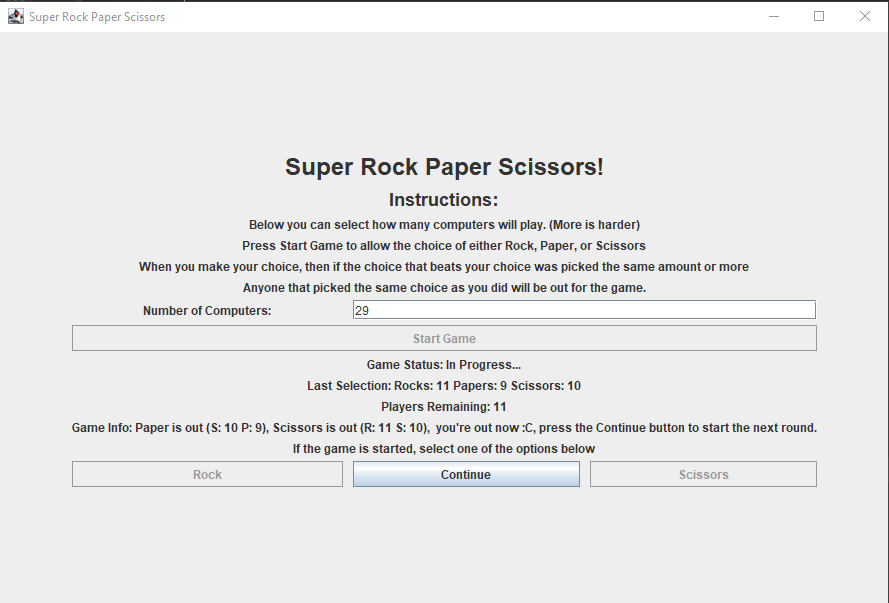 Super Rock Paper Scissors
Super Rock Paper Scissors!
Instructions:
Below you can select how many computers will play. (More is harder)
Press Start Game to allow the choice of either Rock, Paper, or Scissors
When you make your choice, then if the choice that beats your choice was picked the same amount or more
Anyone that picked the same choice as you did will be out for the game.
Number of Computers: 29
Start Game
Game Status: In Progress...
Last Selection: Rocks: 11 Papers: 9 Scissors: 10
Players Remaining: 11
Game Info: Paper is out (S: 10 P: 9), Scissors is out (R: 11 S: 10),  you're out now :C, press the Continue button to start the next round.
If the game is started, select one of the options below
Rock Continue Scissors